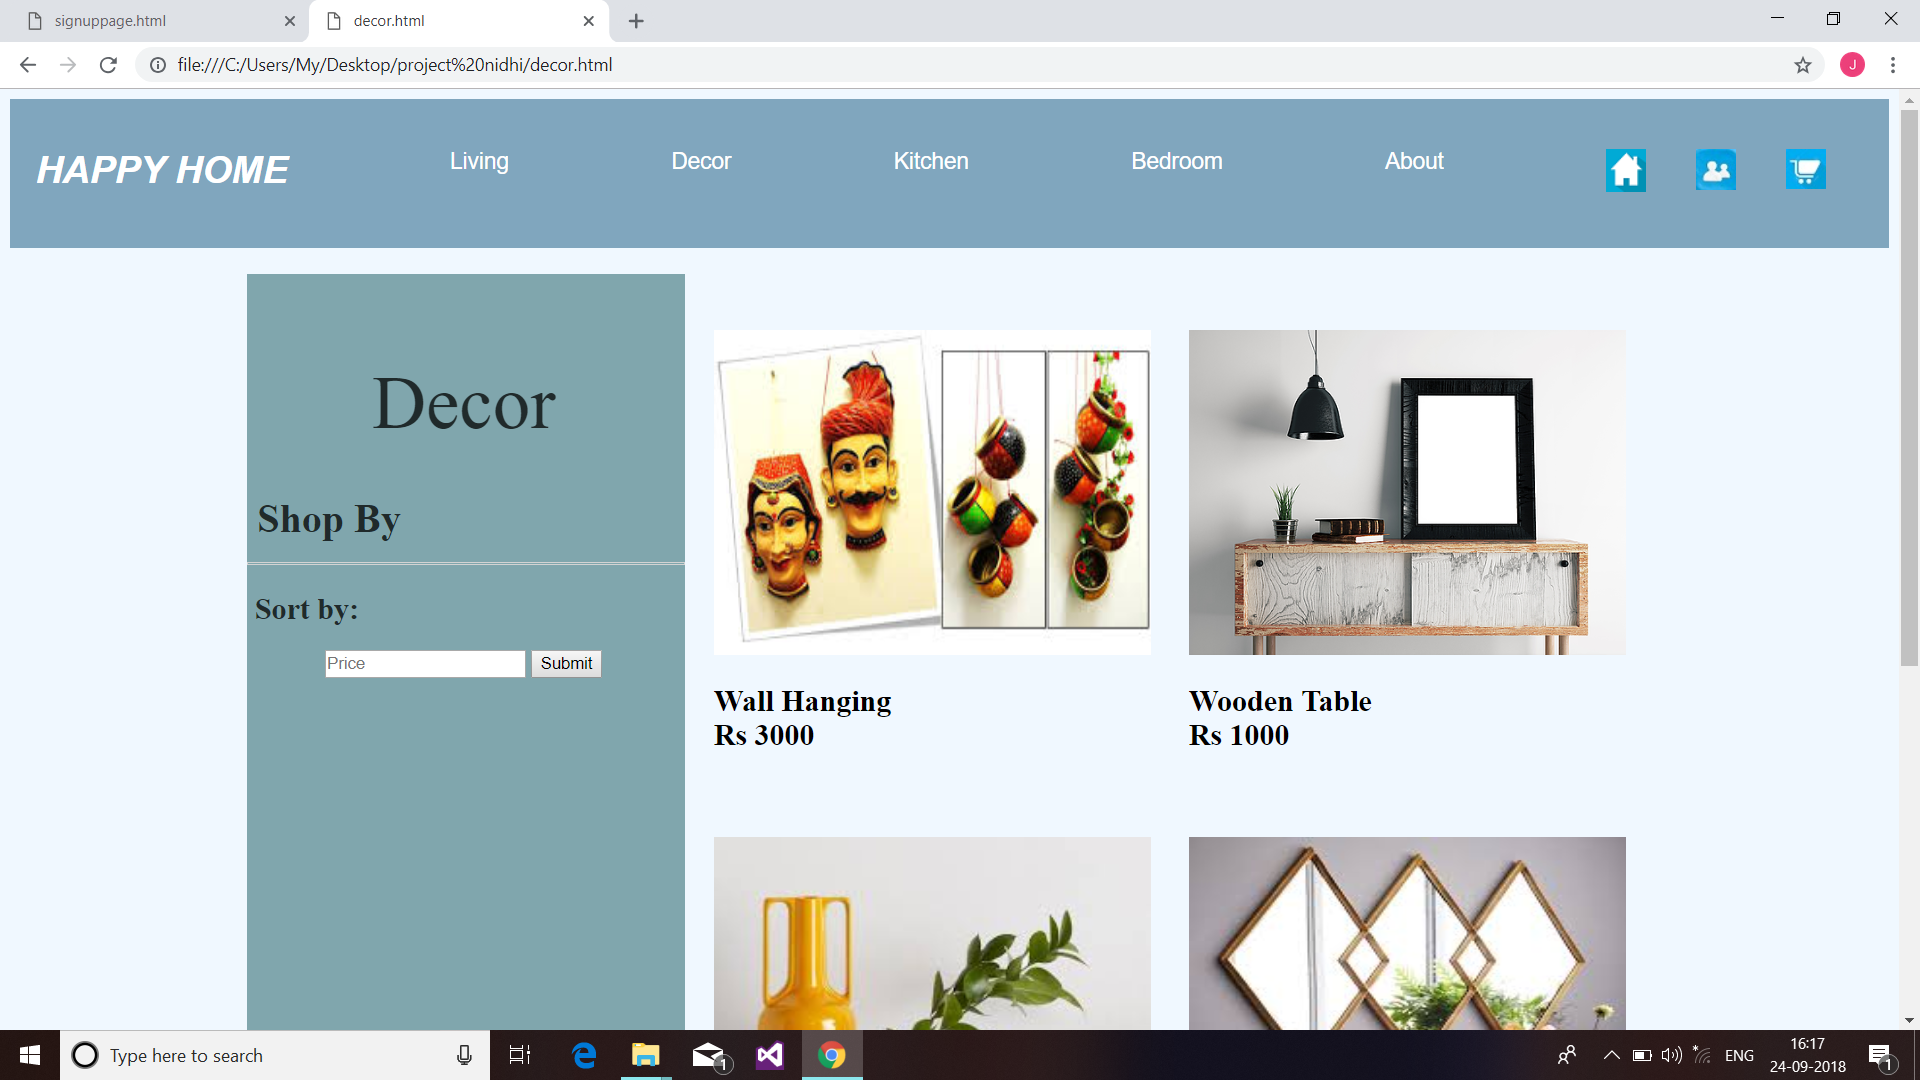 signuppage.html
decor.html
file:///C:/Users/My/Desktop/project%20nidhi/decor.html
J
HAPPY HOME
Living
Decor
Kitchen
Bedroom
About
Decor
Shop By
Sort by:
Price
Submit
Wall Hanging
Rs 3000
Wooden Table
Rs 1000
Type here to search
1
ENG
16:17
24-09-2018
1